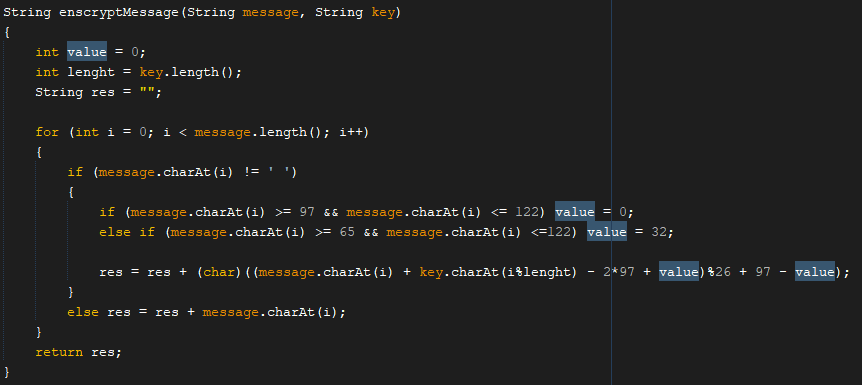 String enscryptMessage(String message, String key)
{
    int value = 0;
    int lenght = key.length();
    String res = "";

    for (int i = 0; i < message.length(); i++)
    {
        if (message.charAt(i) != ' ')
        {
            if (message.charAt(i) >= 97 && message.charAt(i) <= 122) value = 0;
            else if (message.charAt(i) >= 65 && message.charAt(i) <=122) value = 32;

            res = res + (char)((message.charAt(i) + key.charAt(i%lenght) - 2*97 + value)%26 + 97 - value);
        }
        else res = res + message.charAt(i);
    }
    return res;
}